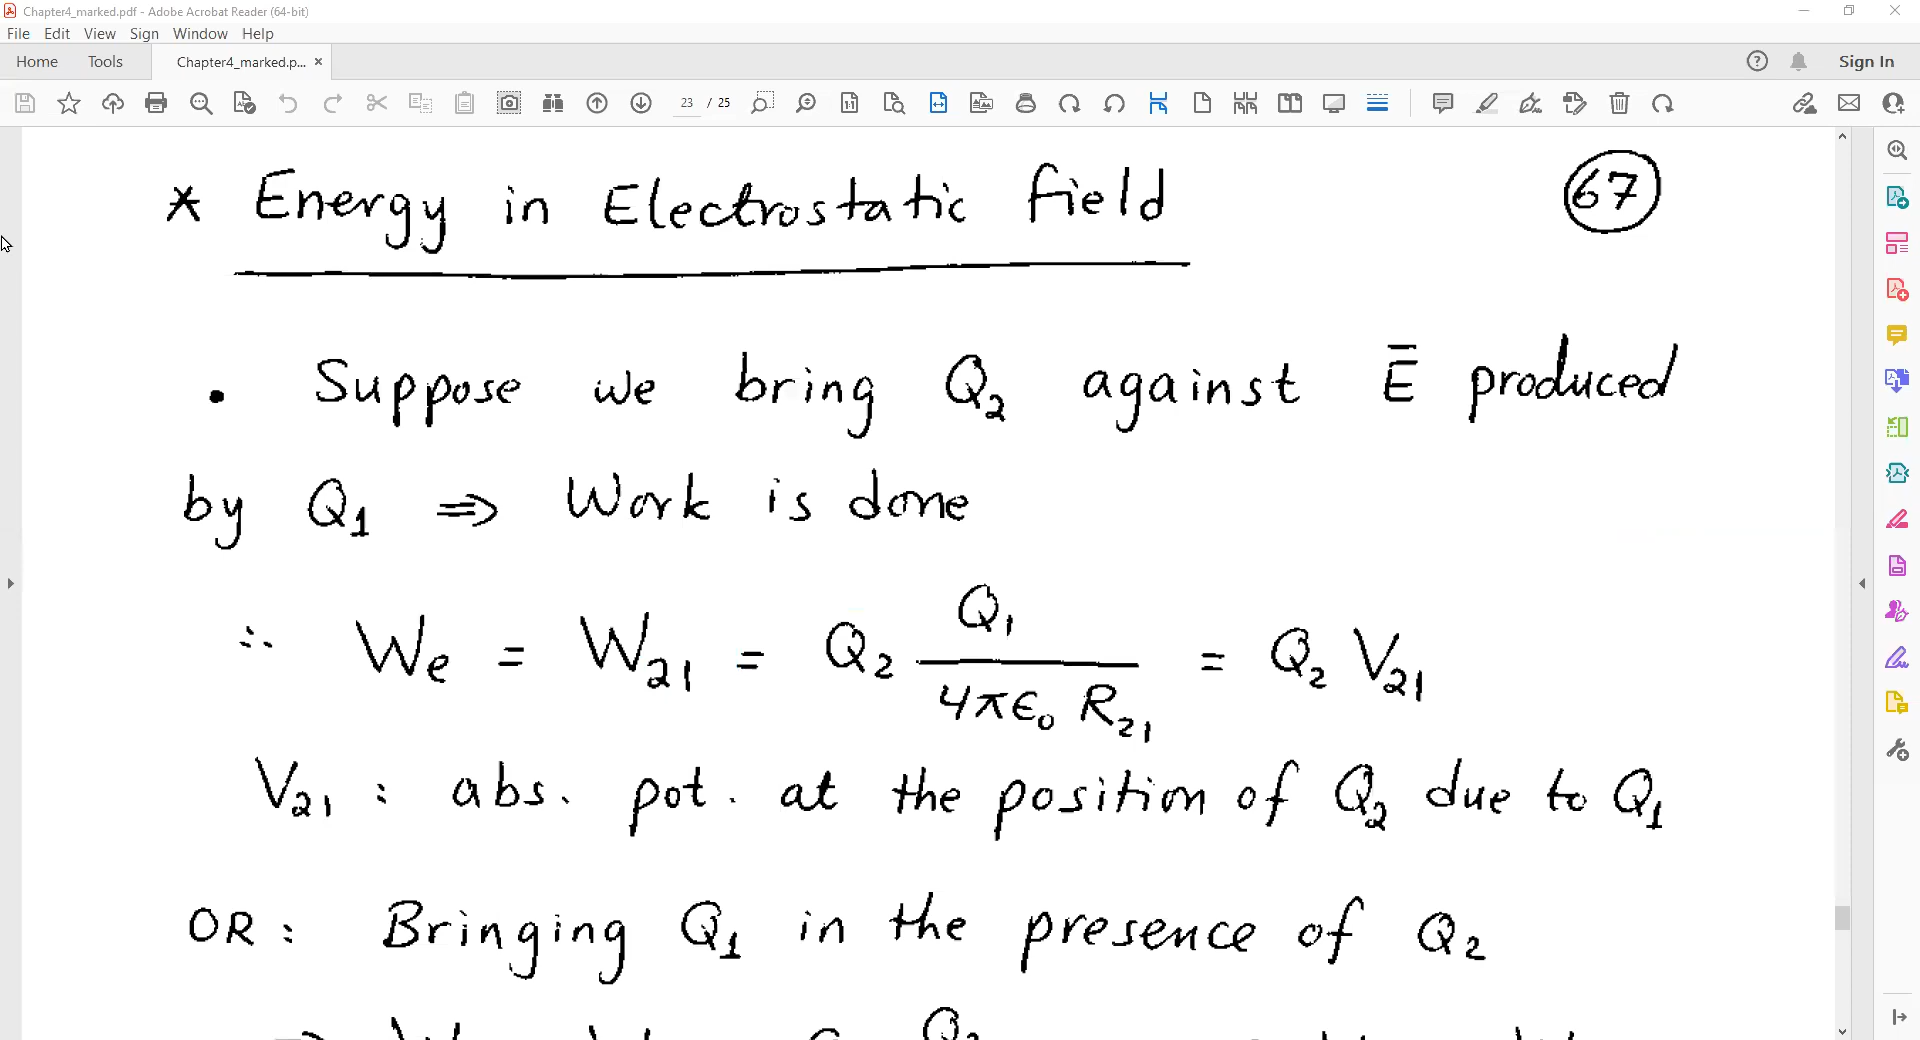 Chapter4_marked.pdf - Adobe Acrobat Reader (64-bit)
File Edit View Sign Window Help
Home Tools Chapter4_marked.p... × Sign In
23 / 25
* Energy in Electrostatic Field 67
• Suppose we bring Q₂ against E̅ produced
by Q₁ ⇒ Work is done
∴ We = W₂₁ = Q₂ Q₁ / (4πϵ₀ R₂₁) = Q₂ V₂₁
V₂₁ : abs. pot. at the position of Q₂ due to Q₁
OR : Bringing Q₁ in the presence of Q₂